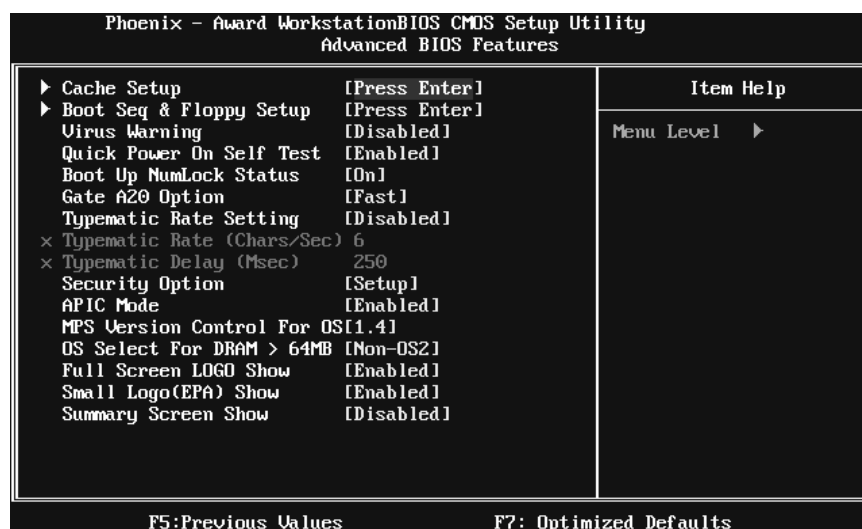 Phoenix - Award WorkstationBIOS CMOS Setup Utility
Advanced BIOS Features
Cache Setup [Press Enter]
Boot Seq & Floppy Setup [Press Enter]
Virus Warning [Disabled]
Quick Power On Self Test [Enabled]
Boot Up NumLock Status [On]
Gate A20 Option [Fast]
Typematic Rate Setting [Disabled]
x Typematic Rate (Chars/Sec) 6
x Typematic Delay (Msec) 250
Security Option [Setup]
APIC Mode [Enabled]
MPS Version Control For OS[1.4]
OS Select For DRAM > 64MB [Non-OS2]
Full Screen LOGO Show [Enabled]
Small Logo(EPA) Show [Enabled]
Summary Screen Show [Disabled]
Item Help
Menu Level
F5:Previous Values F7: Optimized Defaults